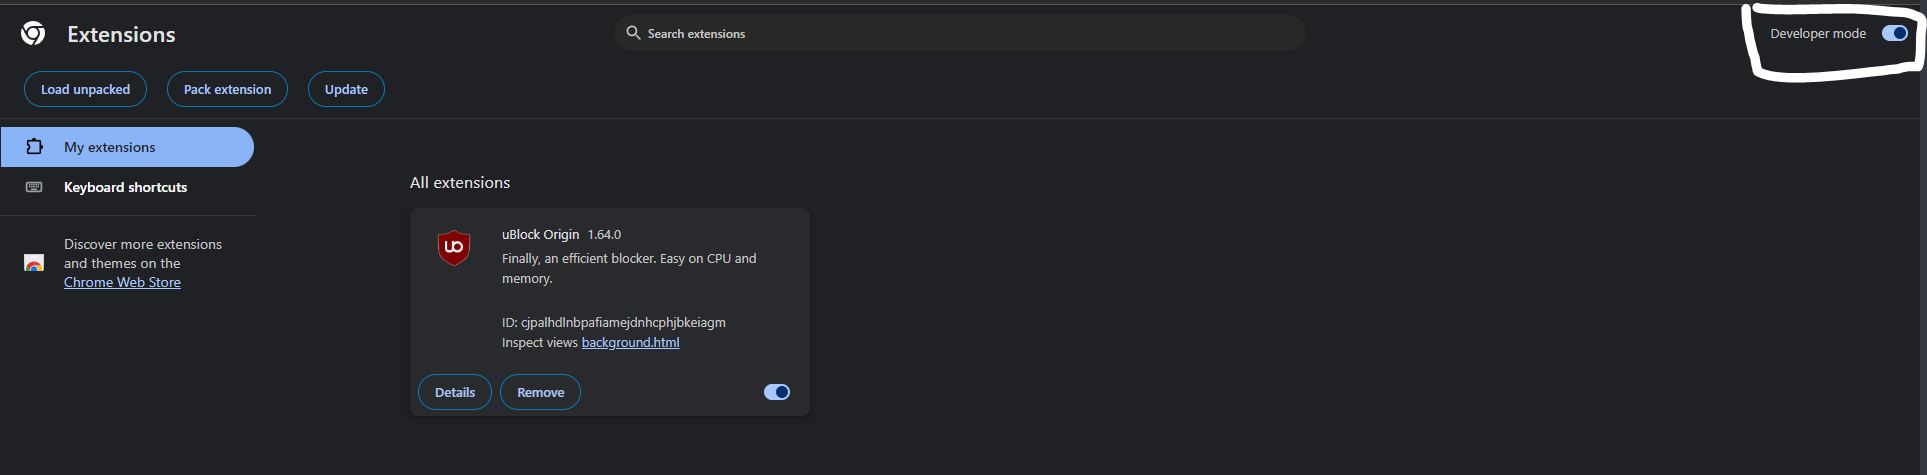 Extensions
Search extensions
Developer mode
Load unpacked
Pack extension
Update
My extensions
Keyboard shortcuts
Discover more extensions
and themes on the
Chrome Web Store
All extensions
uBlock Origin 1.64.0
Finally, an efficient blocker. Easy on CPU and
memory.
ID: cjpalhdlnbpafiamejdnhcphjbkeiagm
Inspect views background.html
Details
Remove